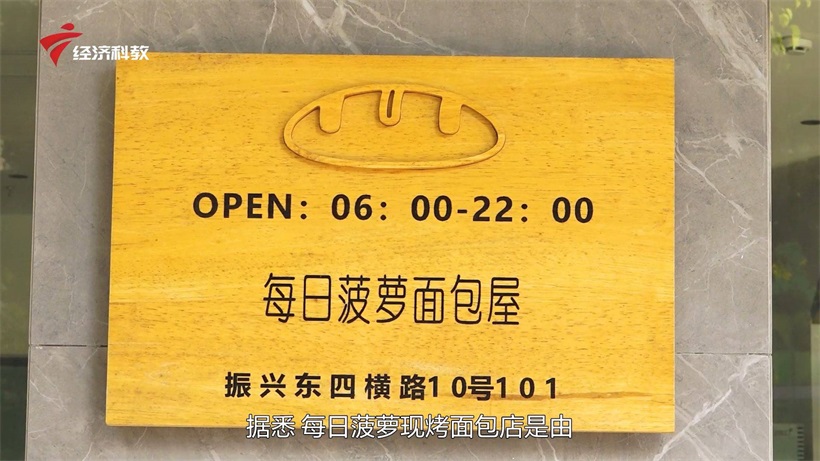 经济科教
OPEN：06：00-22：00
每日菠萝面包屋
振兴东四横路10号101
据悉 每日菠萝现烤面包店是由